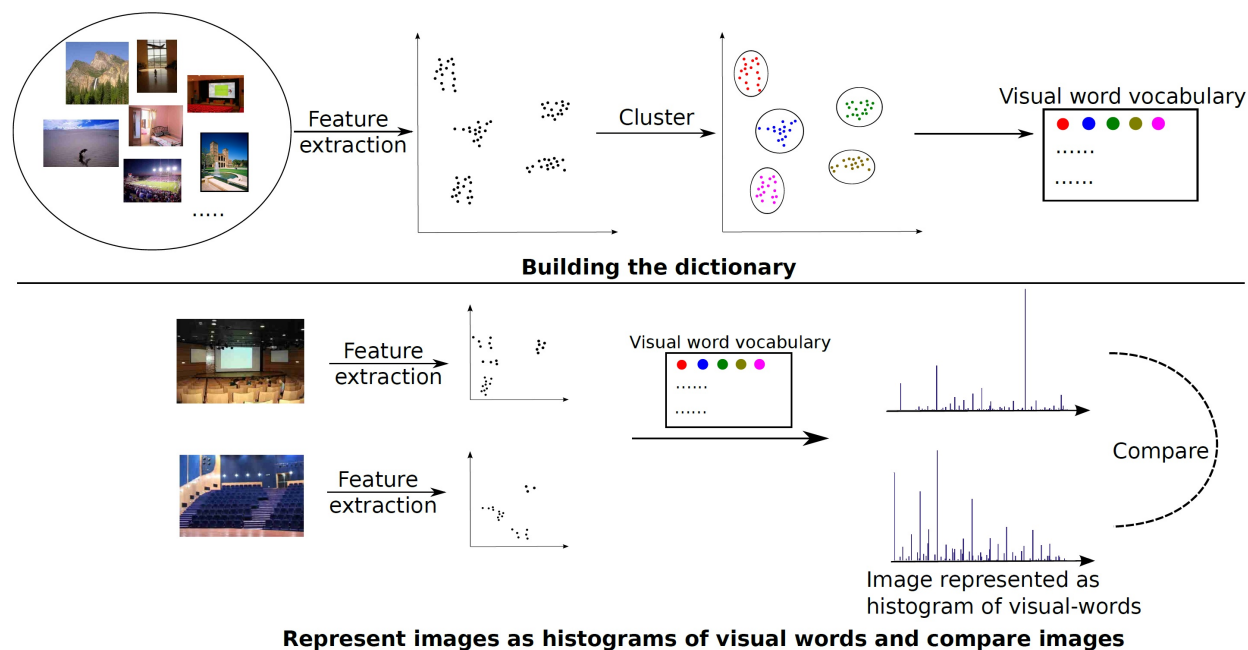 Feature
extraction
Cluster
Visual word vocabulary
.....
......
......
Building the dictionary
Feature
extraction
Visual word vocabulary
......
......
Feature
extraction
Compare
Image represented as
histogram of visual-words
Represent images as histograms of visual words and compare images